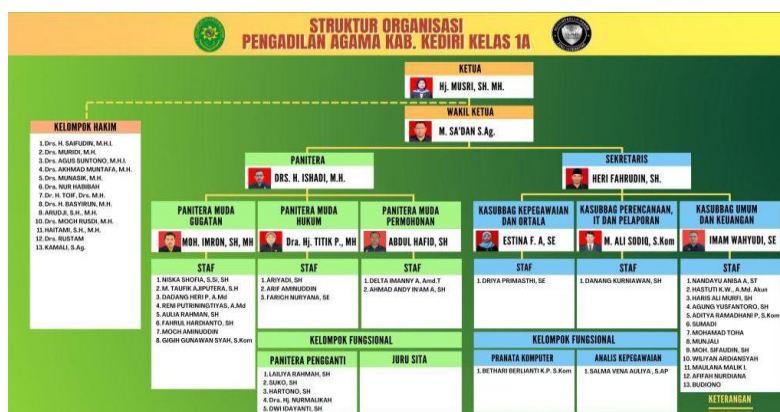 STRUKTUR ORGANISASI
PENGADILAN AGAMA KAB. KEDIRI KELAS 1A
KETUA
Hj. MUSRI, SH. MH.
WAKIL KETUA
M. SA'DAN S.Ag.
KELOMPOK HAKIM
1. Drs. H. SAIFUDIN, M.H.I.
2. Drs. MURIDI, M.H.
3. Drs. AGUS SUNTONO, M.H.I.
4. Drs. AKHMAD MUNTAFA, M.H.
5. Drs. MUNASIK, M.H.
6. Dra. NUR HABIBAH
7. Dr. H. TOIF, Drs. M.H.
8. Drs. H. BASYIRUN, M.H.
9. ARUDJI, S.H., M.H.
10. Drs. MOCH RUSDI, M.H.
11. HAITAMI, S.H., M.H.
12. Drs. RUSTAM
13. KAMALI, S.Ag.
PANITERA
DRS. H. ISHADI, M.H.
SEKRETARIS
HERI FAHRUDIN, SH.
PANITERA MUDA
GUGATAN
MOH. IMRON, SH, MH
PANITERA MUDA
HUKUM
Dra. Hj. TITIK P., MH
PANITERA MUDA
PERMOHONAN
ABDUL HAFID, SH
KASUBBAG KEPEGAWAIAN
DAN ORTALA
ESTINA F. A, SE
KASUBBAG PERENCANAAN,
IT DAN PELAPORAN
M. ALI SODIQ, S.Kom
KASUBBAG UMUM
DAN KEUANGAN
IMAM WAHYUDI, SE
STAF
1. NISKA SHOFIA, S.Si, SH
2. M. TAUFIK AJIPUTERA, S.H
3. DADANG HERI P, A.Md
4. RENI PUTRININGTIYAS, A.Md
5. AULIA RAHMAN, SH
6. FAHRUL HARDIANTO, SH
7. MOCH AMINUDDIN
8. GIGIH GUNAWAN SYAH, S.KOM
STAF
1. ARIYADI, SH
2. ARIF AMINUDDIN
3. FARICH NURYANA, SE
STAF
1. DELTA IMANNY A, Amd.T
2. AHMAD ANDY IN'AM A, SH
STAF
1. DRIYA PRIMASTHI, SE
STAF
1. DANANG KURNIAWAN, SH
STAF
1. NANDAYU ANISA A, ST
2. HASTUTI K.W., A.Md. Akun
3. HARIS ALI MURFI, SH
4. AGUNG YUSFANTORO, SH
5. ADITYA RAMADHANI P, S.Kom
6. SUMADI
7. MOHAMAD TOHA
8. MUNJALI
9. MOH. SIFAUDIN, SH
10. WILIYAN ARDIANSYAH
11. MAULANA MALIK I.
12. AFIFAH NURDIANA
13. BUDIONO
KELOMPOK FUNGSIONAL
PANITERA PENGGANTI
1. LAILIYA RAHMAH, SH
2. SUKO, SH
3. HARTONO, SH
4. Dra. Hj. NURMALIKAH
5. DWI IDAYANTI, SH
JURU SITA
KELOMPOK FUNGSIONAL
PRANATA KOMPUTER
1. BETHARI BERLIANTI K.P. S.Kom
ANALIS KEPEGAWAIAN
1. SALMA VENA AULIYA', S.AP
KETERANGAN